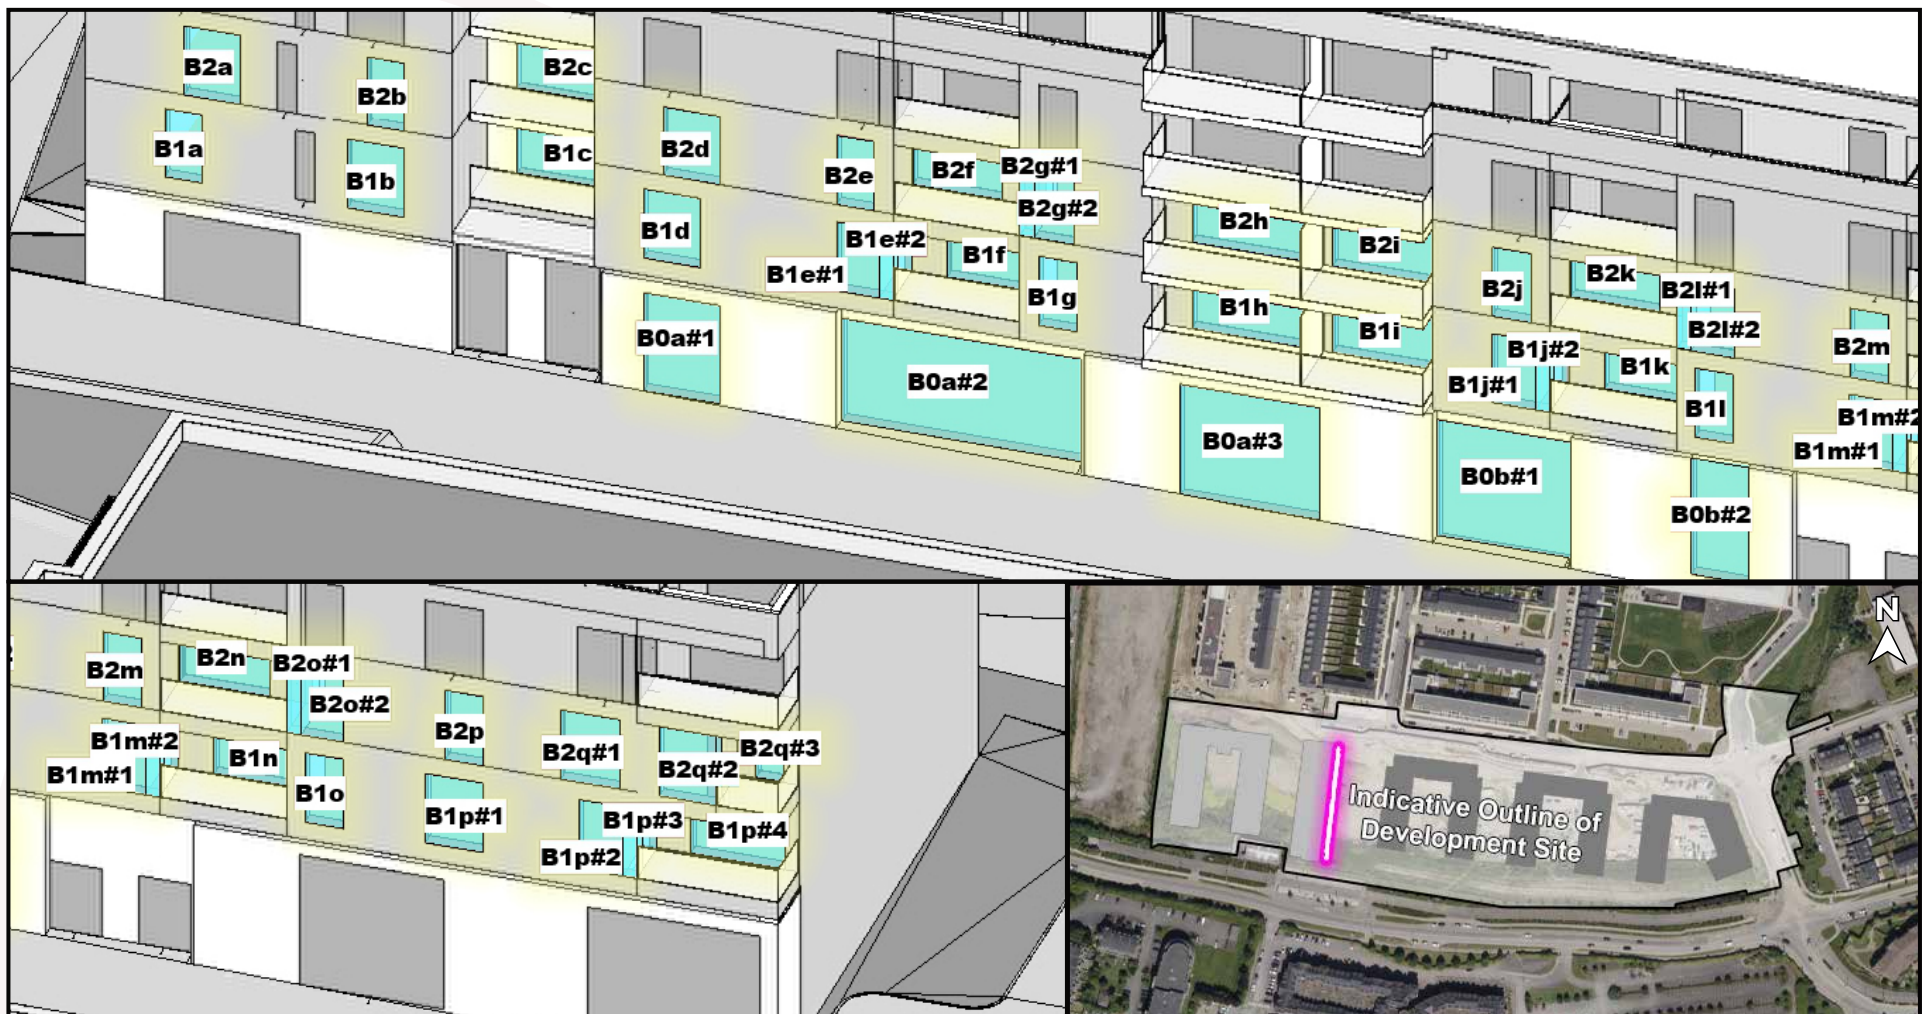 B2a
B2b
B2c
B1a
B1b
B1c
B2d
B2e
B2f
B2g#1
B2g#2
B1d
B1e#2
B1e#1
B1f
B1g
B2h
B2i
B1h
B1i
B2j
B2k
B2l#1
B2l#2
B2m
B1j#2
B1j#1
B1k
B1l
B1m#2
B1m#1
B0a#1
B0a#2
B0a#3
B0b#1
B0b#2
B2m
B2n
B2o#1
B2o#2
B2p
B2q#1
B2q#2
B2q#3
B1m#2
B1m#1
B1n
B1o
B1p#1
B1p#3
B1p#2
B1p#4
N
Indicative Outline of
Development Site